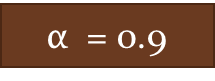 α = 0.9